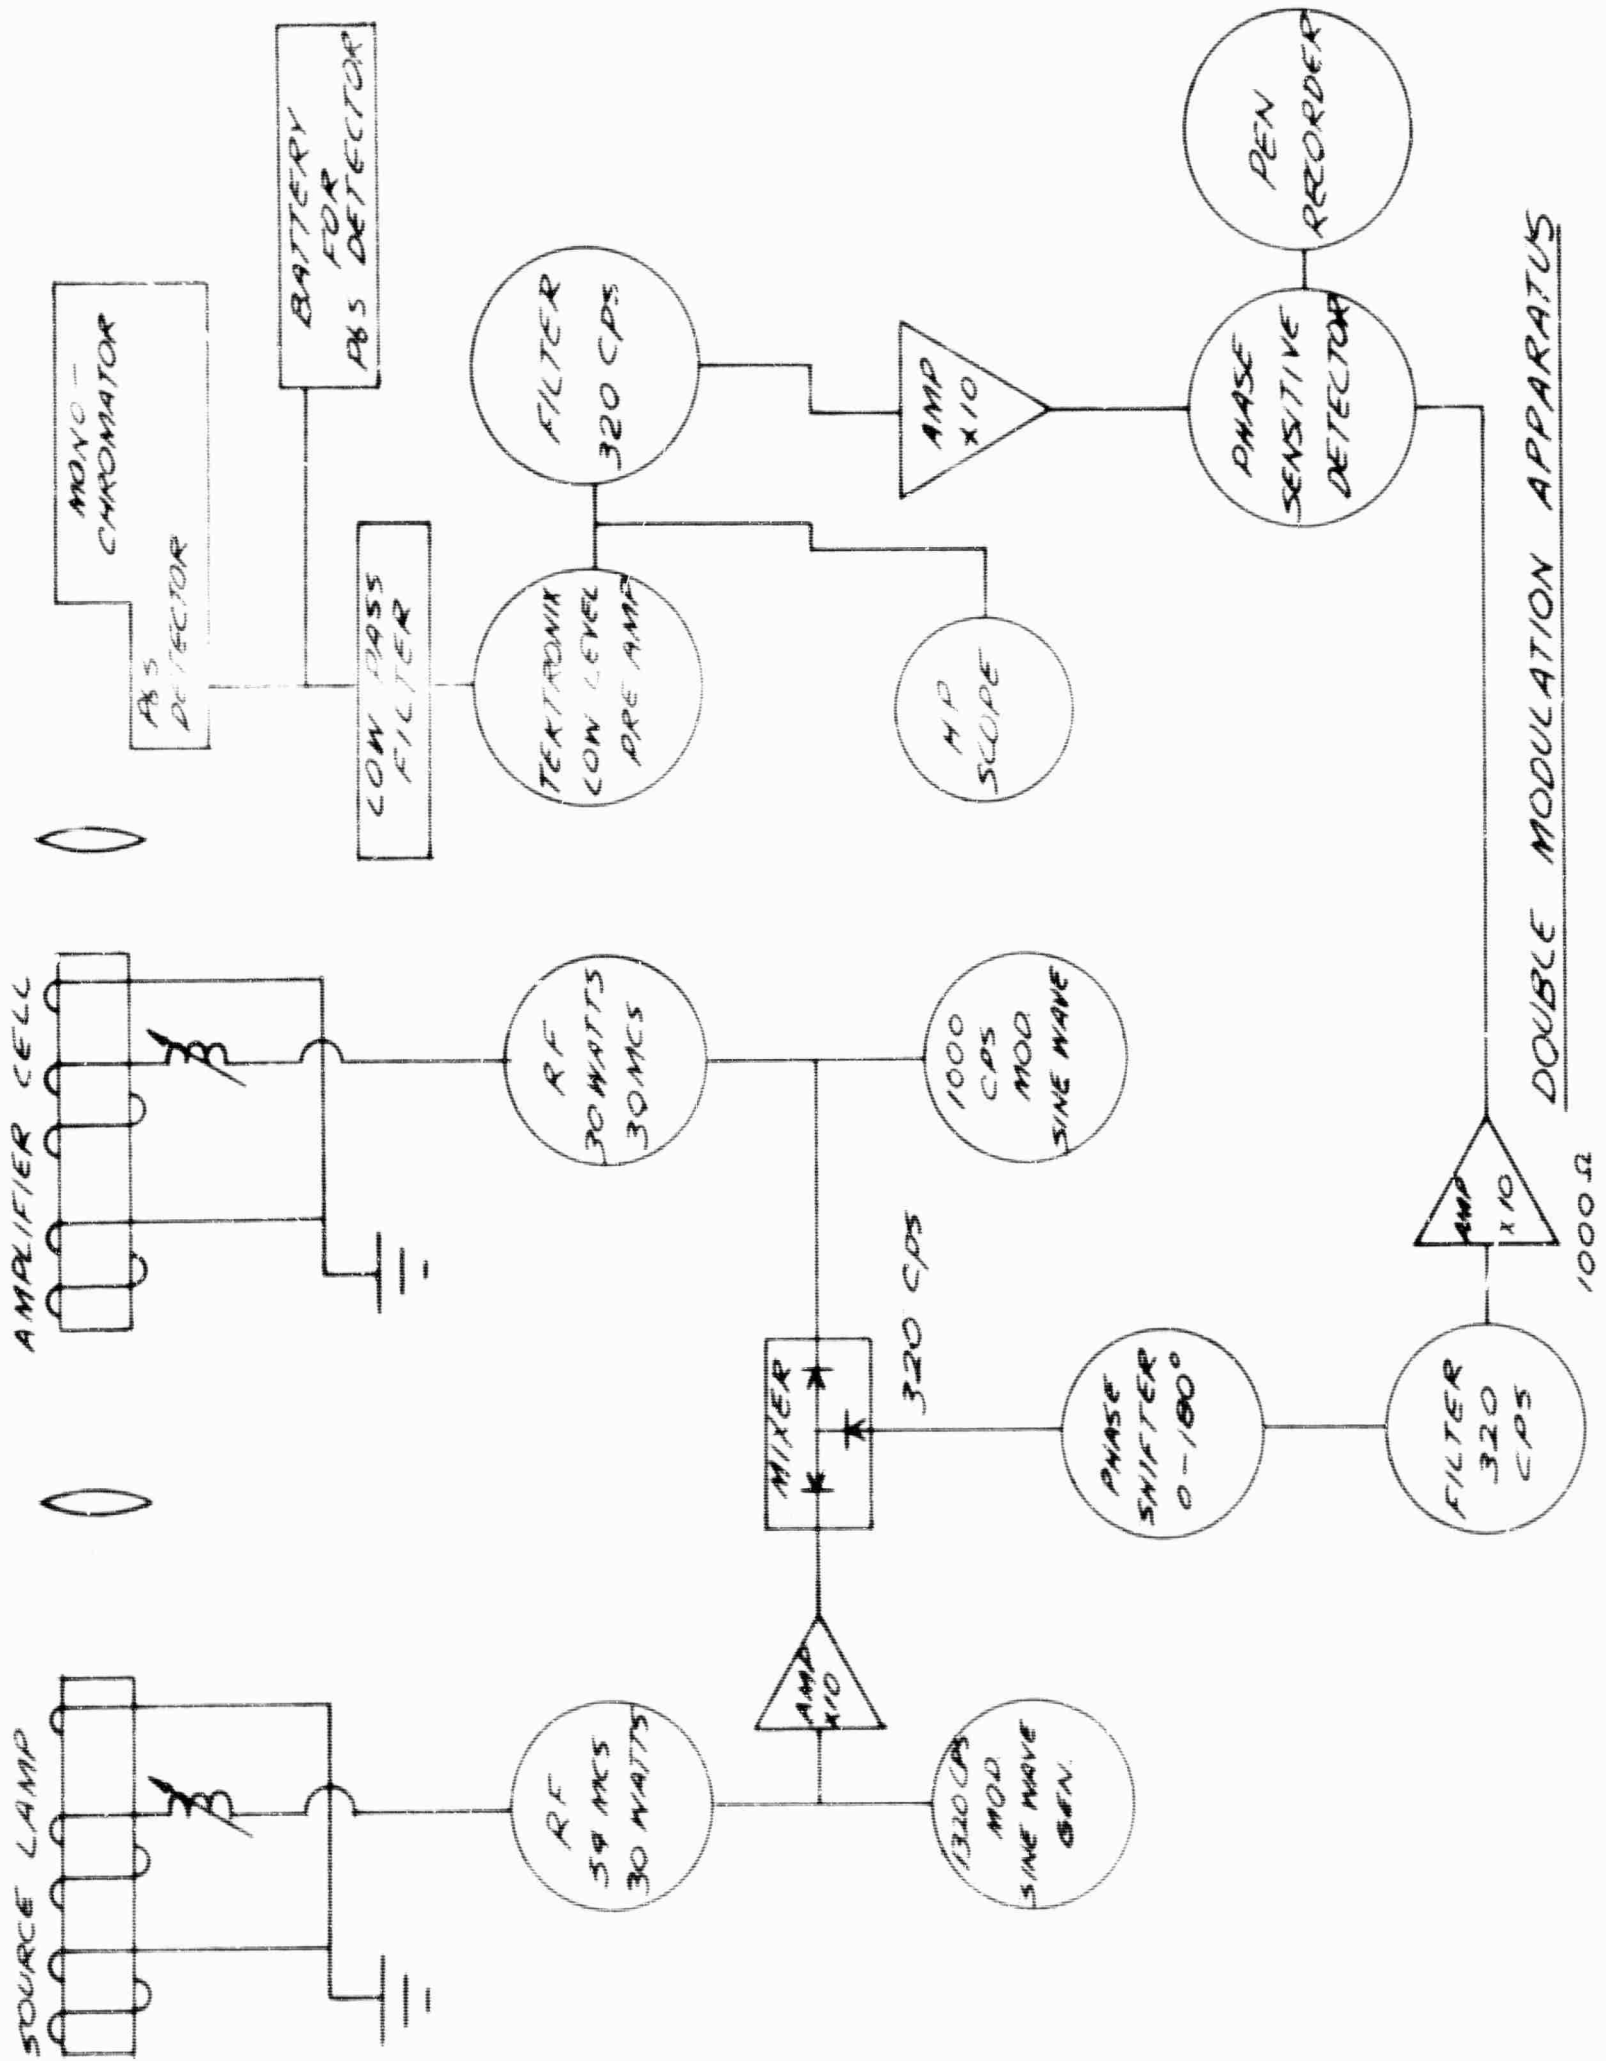 SOURCE LAMP
AMPLIFIER CELL
MONO-
CHROMATOR
PbS
DETECTOR
BATTERY
FOR
PbS DETECTOR
LOW PASS
FILTER
RF
54 MCS
30 WATTS
RF
30 WATTS
30 MCS
TEKTRONIX
LOW LEVEL
PRE AMP
FILTER
320 CPS
AMP
X10
MIXER
320 CPS
1320 CPS
MOD.
SINE WAVE
GEN.
1000
CPS
MOD.
SINE WAVE
HP
SCOPE
AMP
X10
PHASE
SHIFTER
0-180°
PHASE
SENSITIVE
DETECTOR
PEN
RECORDER
FILTER
320
CPS
AMP
X10
1000 Ω
DOUBLE MODULATION APPARATUS